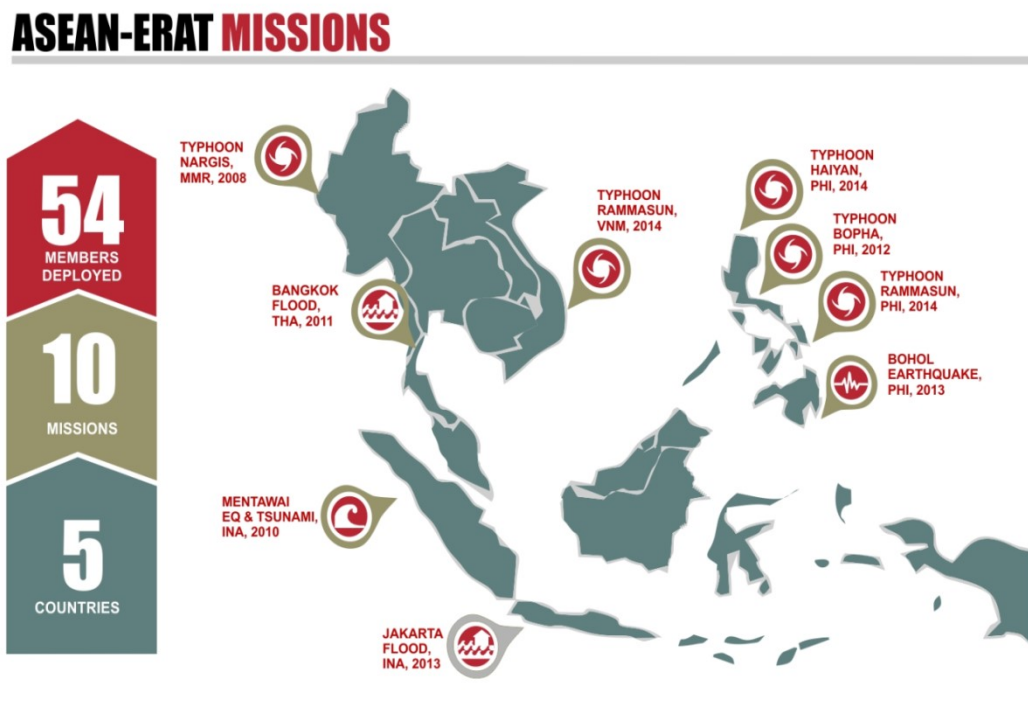 ASEAN-ERAT MISSIONS
54
MEMBERS
DEPLOYED
10
MISSIONS
5
COUNTRIES
TYPHOON
NARGIS,
MMR, 2008
BANGKOK
FLOOD,
THA, 2011
TYPHOON
RAMMASUN,
VNM, 2014
TYPHOON
HAIYAN,
PHI, 2014
TYPHOON
BOPHA,
PHI, 2012
TYPHOON
RAMMASUN,
PHI, 2014
BOHOL
EARTHQUAKE,
PHI, 2013
MENTAWAI
EQ & TSUNAMI,
INA, 2010
JAKARTA
FLOOD,
INA, 2013